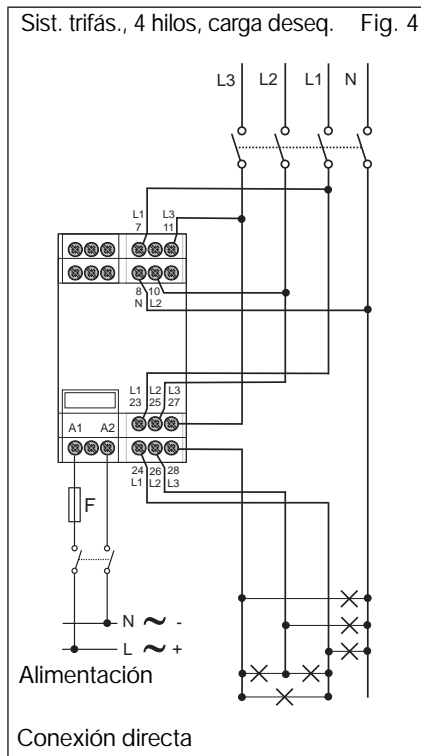 Sist. trifás., 4 hilos, carga deseq. Fig. 4
L3 L2 L1 N
L1 L3
7 11
8 10
N L2
L1 L2 L3
23 25 27
A1 A2
24 26 28
L1 L2 L3
F
N ~ -
L ~ +
Alimentación
Conexión directa